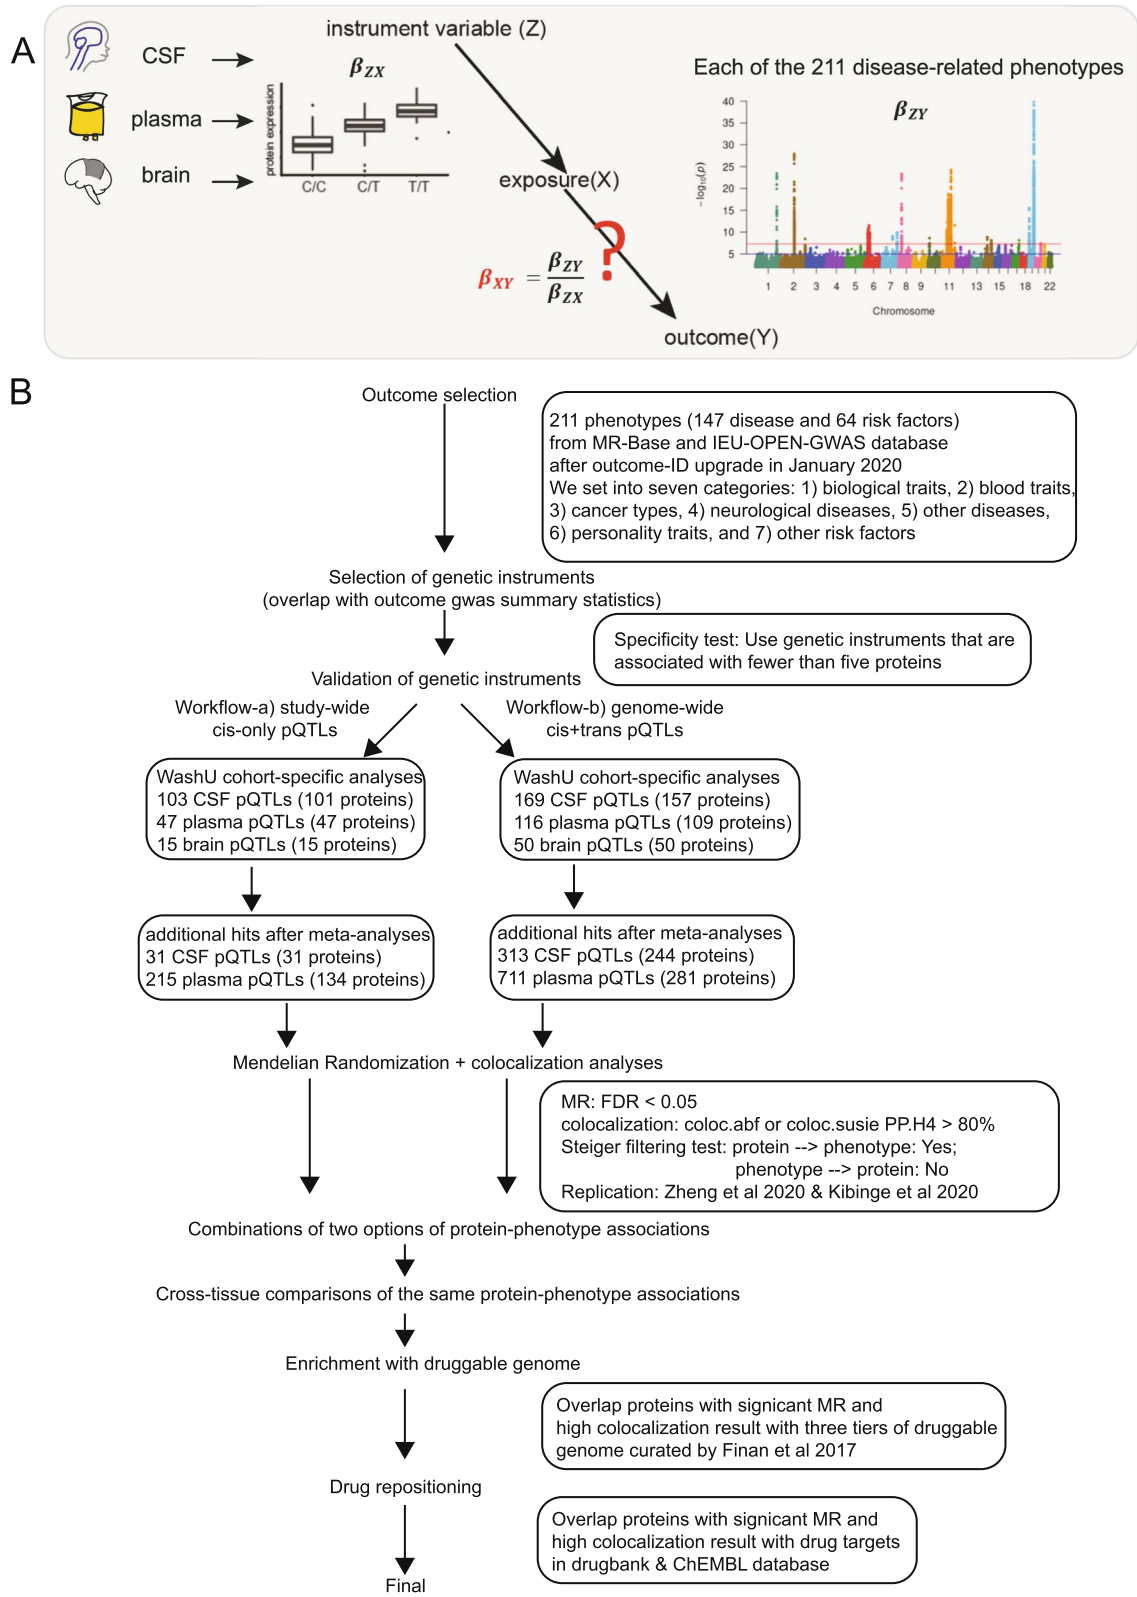 A
CSF
plasma
brain
instrument variable (Z)
β_ZX
protein expression
C/C C/T T/T
exposure(X)
?
β_XY = β_ZY / β_ZX
outcome(Y)
Each of the 211 disease-related phenotypes
β_ZY
−log₁₀(p)
40
35
30
25
20
15
10
5
1 2 3 4 5 6 7 8 9 11 13 15 18 22
Chromosome
B
Outcome selection
211 phenotypes (147 disease and 64 risk factors)
from MR-Base and IEU-OPEN-GWAS database
after outcome-ID upgrade in January 2020
We set into seven categories: 1) biological traits, 2) blood traits,
3) cancer types, 4) neurological diseases, 5) other diseases,
6) personality traits, and 7) other risk factors
Selection of genetic instruments
(overlap with outcome gwas summary statistics)
Specificity test: Use genetic instruments that are
associated with fewer than five proteins
Validation of genetic instruments
Workflow-a) study-wide
cis-only pQTLs
Workflow-b) genome-wide
cis+trans pQTLs
WashU cohort-specific analyses
103 CSF pQTLs (101 proteins)
47 plasma pQTLs (47 proteins)
15 brain pQTLs (15 proteins)
WashU cohort-specific analyses
169 CSF pQTLs (157 proteins)
116 plasma pQTLs (109 proteins)
50 brain pQTLs (50 proteins)
additional hits after meta-analyses
31 CSF pQTLs (31 proteins)
215 plasma pQTLs (134 proteins)
additional hits after meta-analyses
313 CSF pQTLs (244 proteins)
711 plasma pQTLs (281 proteins)
Mendelian Randomization + colocalization analyses
MR: FDR < 0.05
colocalization: coloc.abf or coloc.susie PP.H4 > 80%
Steiger filtering test: protein --> phenotype: Yes;
phenotype --> protein: No
Replication: Zheng et al 2020 & Kibinge et al 2020
Combinations of two options of protein-phenotype associations
Cross-tissue comparisons of the same protein-phenotype associations
Enrichment with druggable genome
Overlap proteins with signicant MR and
high colocalization result with three tiers of druggable
genome curated by Finan et al 2017
Drug repositioning
Overlap proteins with signicant MR and
high colocalization result with drug targets
in drugbank & ChEMBL database
Final